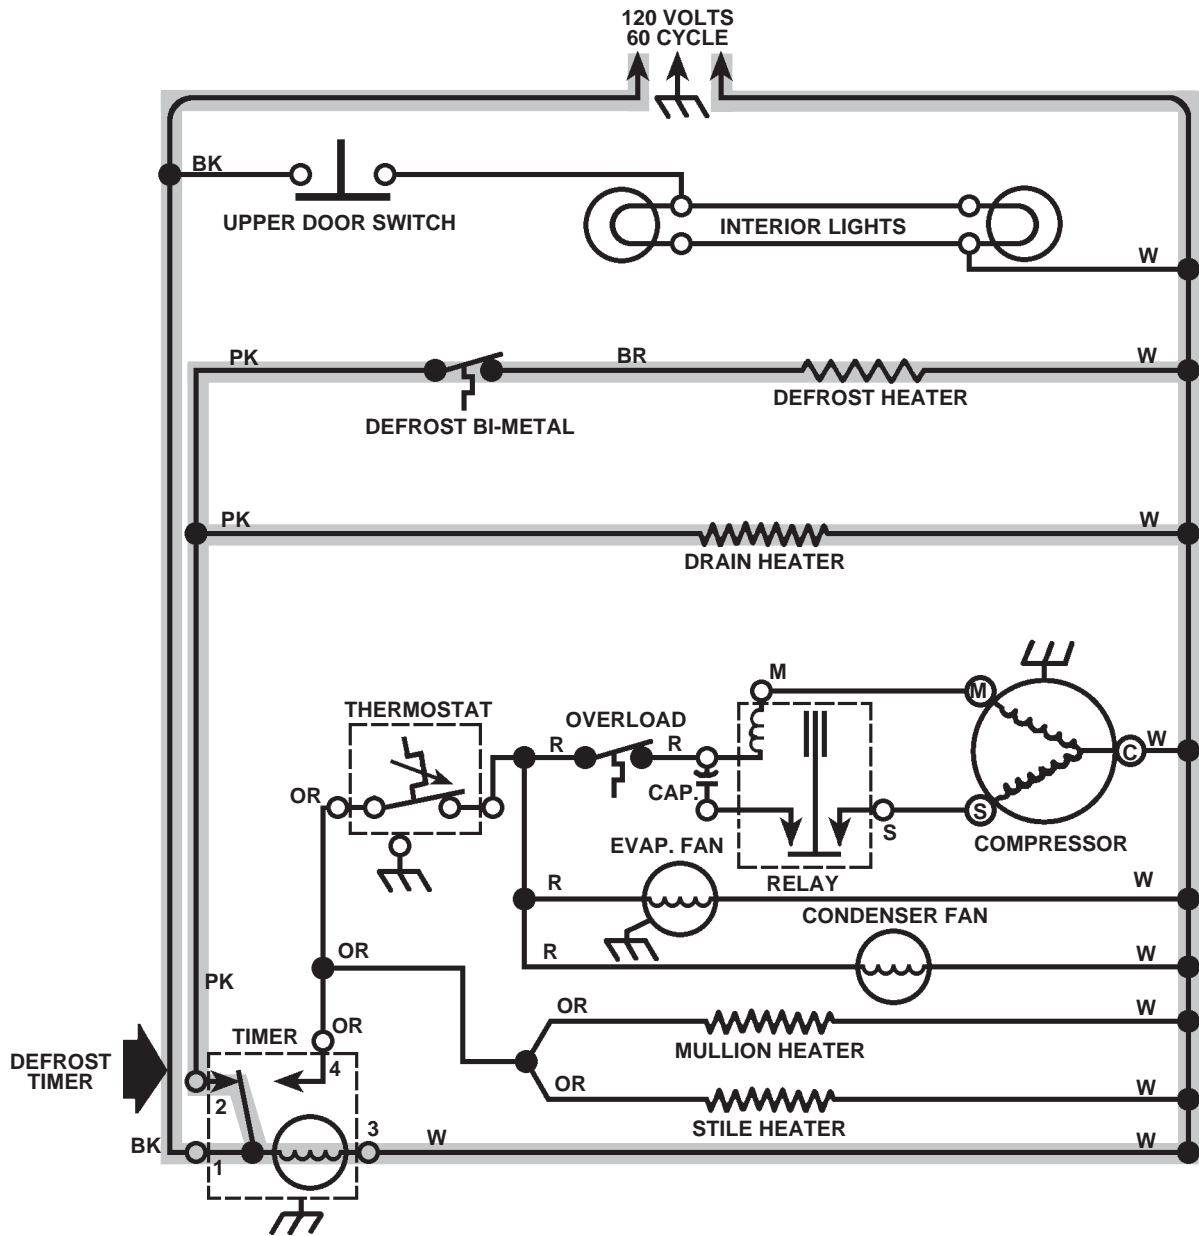 120 VOLTS
60 CYCLE
BK
UPPER DOOR SWITCH
INTERIOR LIGHTS
W
PK
BR
W
DEFROST HEATER
DEFROST BI-METAL
PK
W
DRAIN HEATER
M
THERMOSTAT
OVERLOAD
M
R
R
W
C
OR
CAP.
S
S
COMPRESSOR
EVAP. FAN
RELAY
R
W
CONDENSER FAN
OR
R
W
PK
OR
W
OR
TIMER
MULLION HEATER
DEFROST
TIMER
4
OR
W
2
STILE HEATER
3
W
W
BK
1